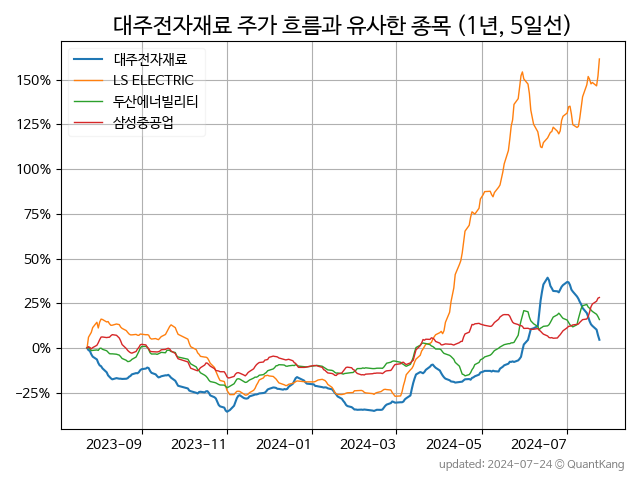 대주전자재료 주가 흐름과 유사한 종목 (1년, 5일선)
대주전자재료
LS ELECTRIC
두산에너빌리티
삼성중공업
150%
125%
100%
75%
50%
25%
0%
−25%
2023-09 2023-11 2024-01 2024-03 2024-05 2024-07
updated: 2024-07-24 © QuantKang